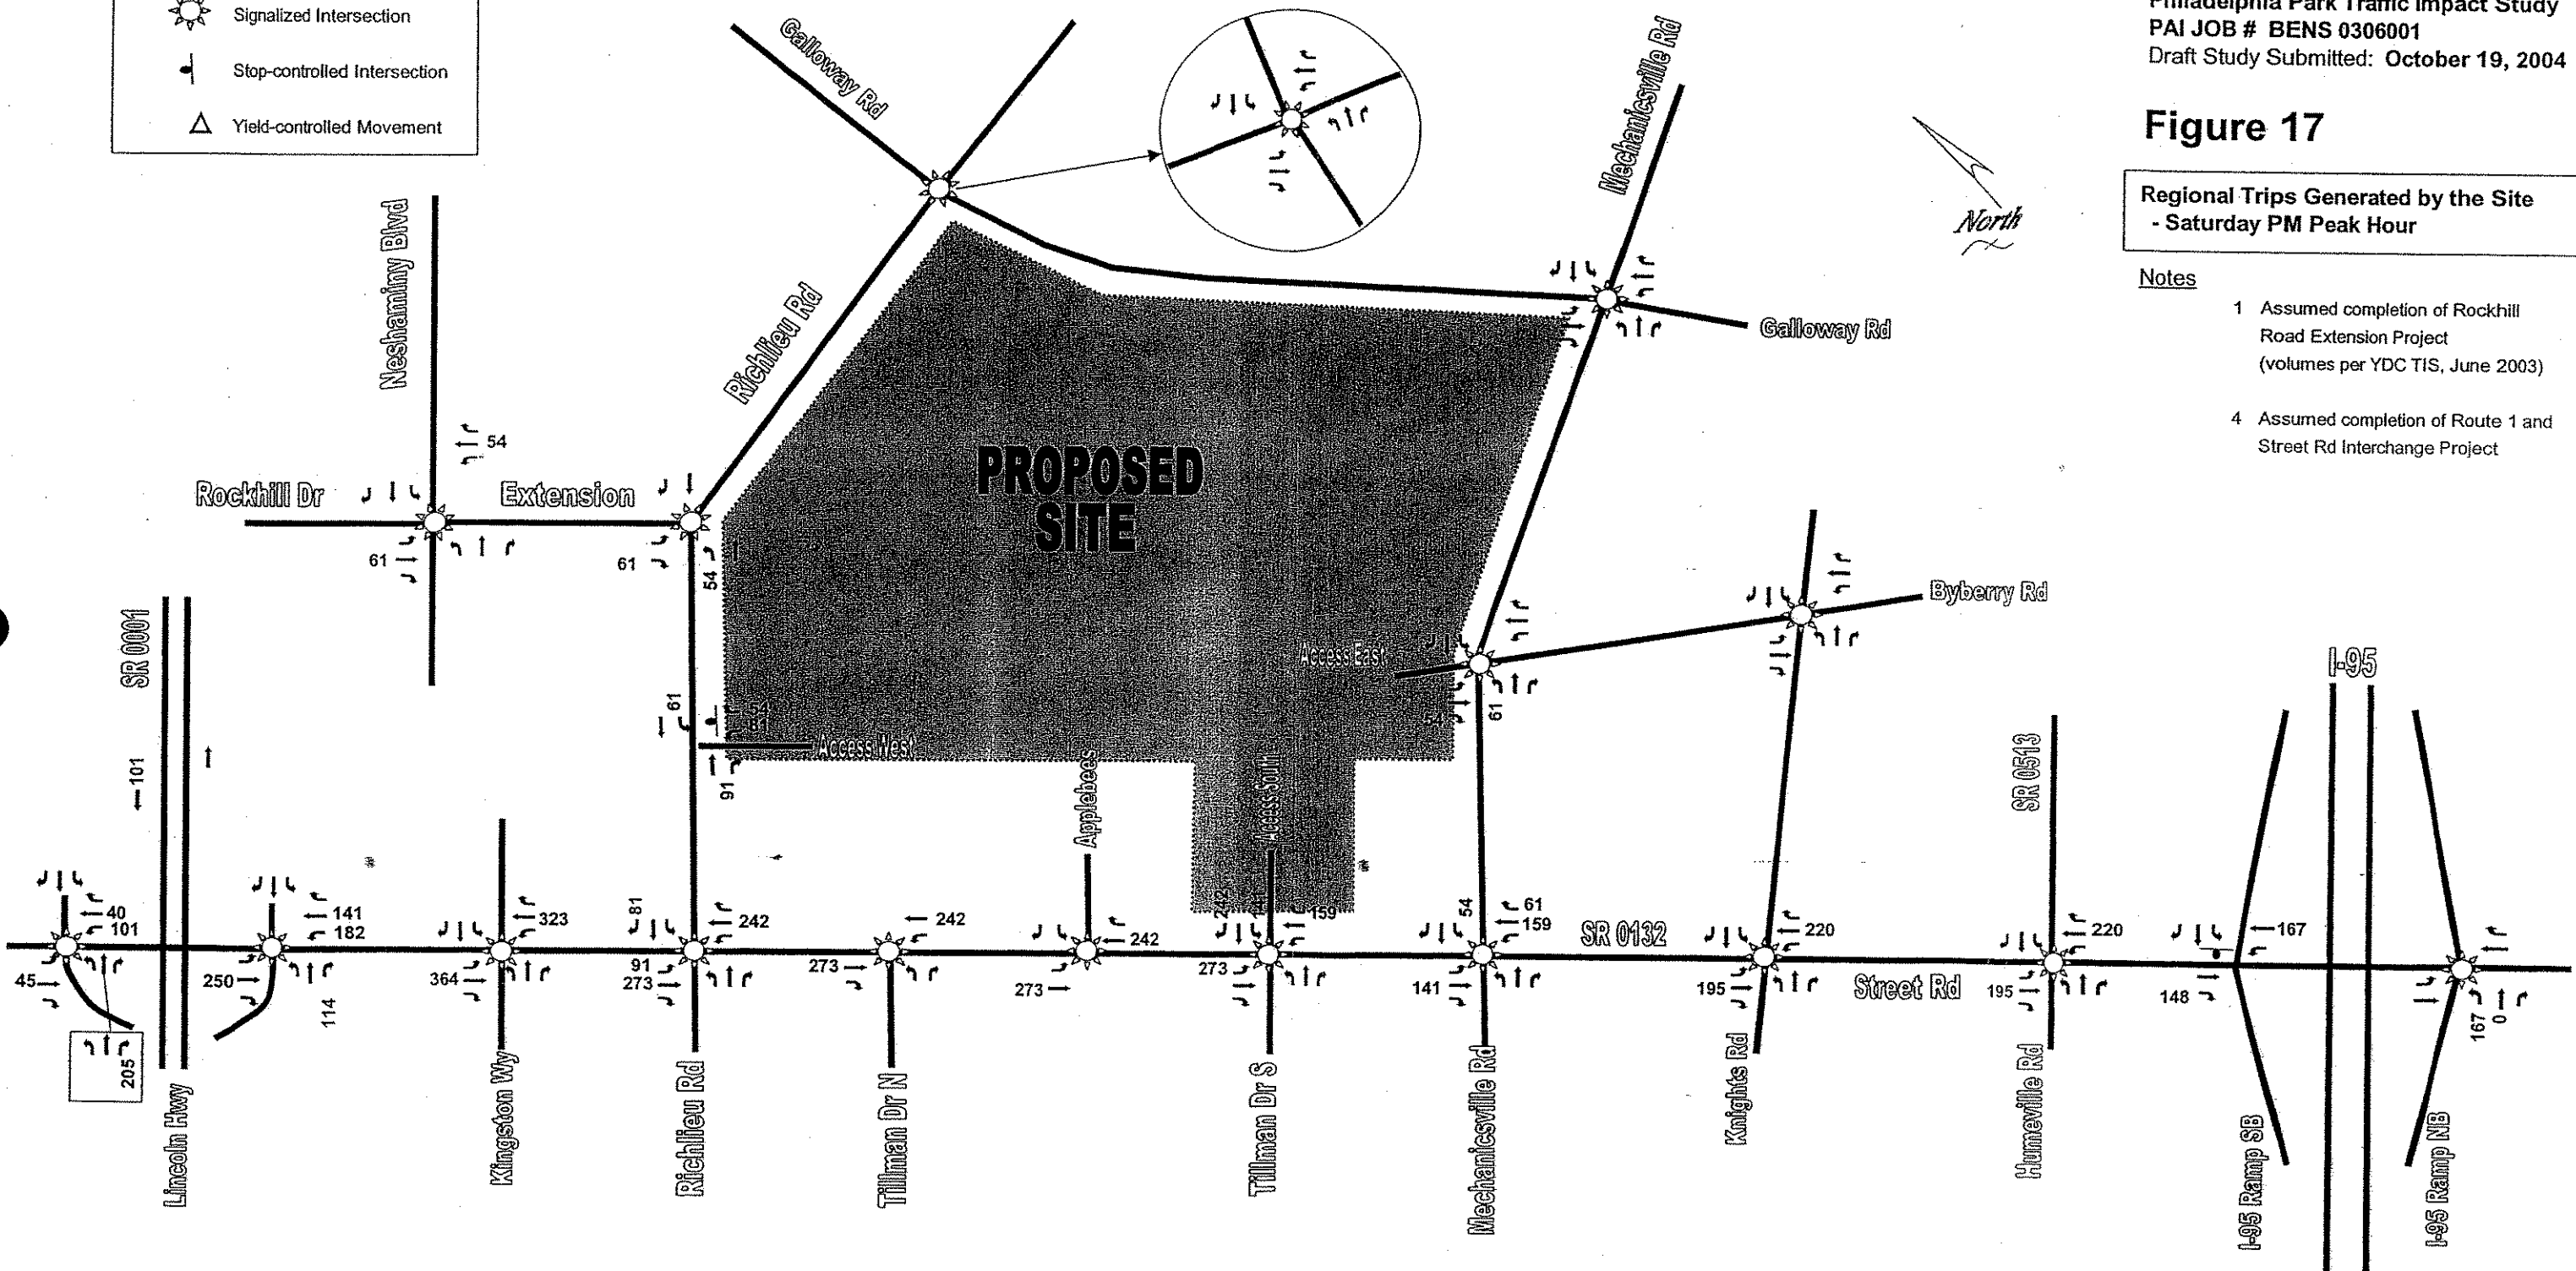 Signalized Intersection
Stop-controlled Intersection
Yield-controlled Movement
Philadelphia Park Traffic Impact Study
PAI JOB # BENS 0306001
Draft Study Submitted: October 19, 2004
Figure 17
Regional Trips Generated by the Site
- Saturday PM Peak Hour
Notes
1 Assumed completion of Rockhill
Road Extension Project
(volumes per YDC TIS, June 2003)
4 Assumed completion of Route 1 and
Street Rd Interchange Project
North
Galloway Rd
Mechanicsville Rd
Neshaminy Blvd
Richlieu Rd
Galloway Rd
54
Rockhill Dr
Extension
PROPOSED
SITE
61
61
54
Byberry Rd
SR 0001
Access East
I-95
61
54
81
54
61
Access West
SR 0513
101
91
Applebees
Access South
40
101
141
182
323
81
242
242
242
242
141
159
54
61
159
SR 0132
220
220
167
45
250
364
91
273
273
273
273
141
195
Street Rd
195
148
114
205
167
0
Lincoln Hwy
Kingston Wy
Richlieu Rd
Tillman Dr N
Tillman Dr S
Mechanicsville Rd
Knights Rd
Humeville Rd
I-95 Ramp SB
I-95 Ramp NB